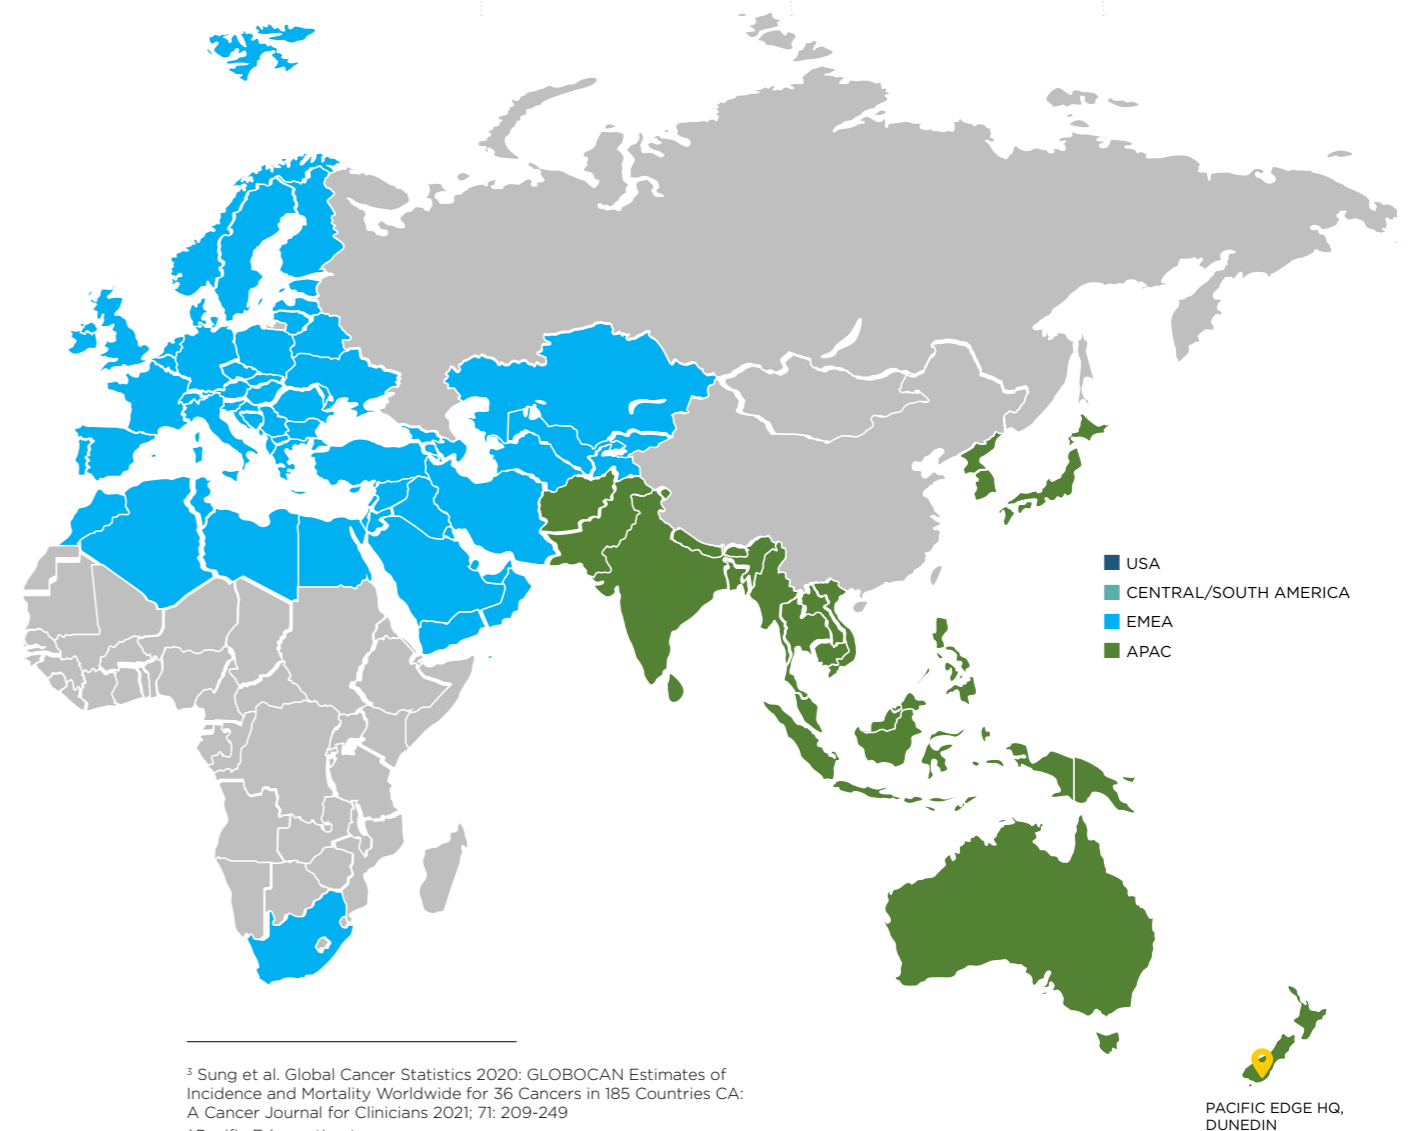 USA
CENTRAL/SOUTH AMERICA
EMEA
APAC
3 Sung et al. Global Cancer Statistics 2020: GLOBOCAN Estimates of
Incidence and Mortality Worldwide for 36 Cancers in 185 Countries CA:
A Cancer Journal for Clinicians 2021; 71: 209-249
PACIFIC EDGE HQ,
DUNEDIN